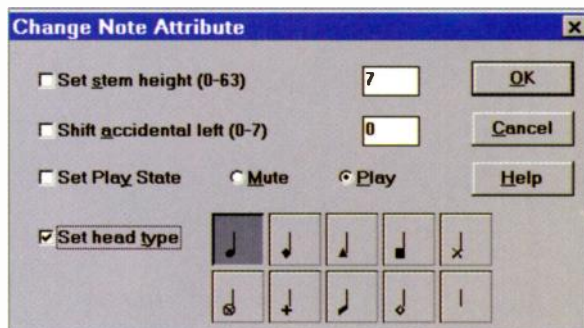 Change Note Attribute
Set stem height (0-63) 7 OK
Shift accidental left (0-7) 0 Cancel
Set Play State Mute Play Help
Set head type